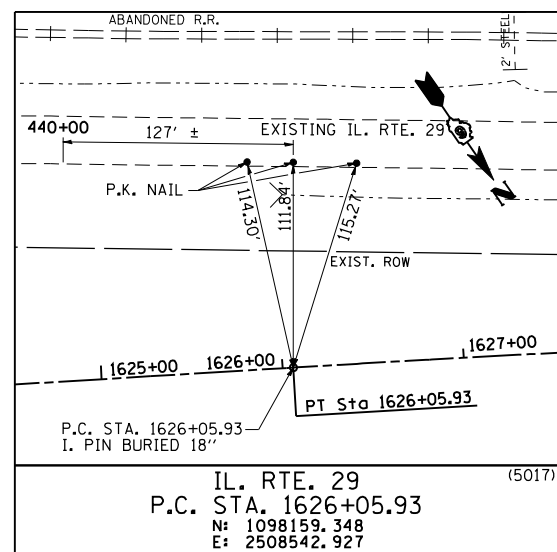 ABANDONED R.R.
2' STEEL
440+00
127' ±
EXISTING IL. RTE. 29
P.K. NAIL
114.30'
111.84'
115.27'
N
EXIST. ROW
1625+00
1626+00
1627+00
PT Sta 1626+05.93
P.C. STA. 1626+05.93
I. PIN BURIED 18"
IL. RTE. 29
(5017)
P.C. STA. 1626+05.93
N: 1098159.348
E: 2508542.927